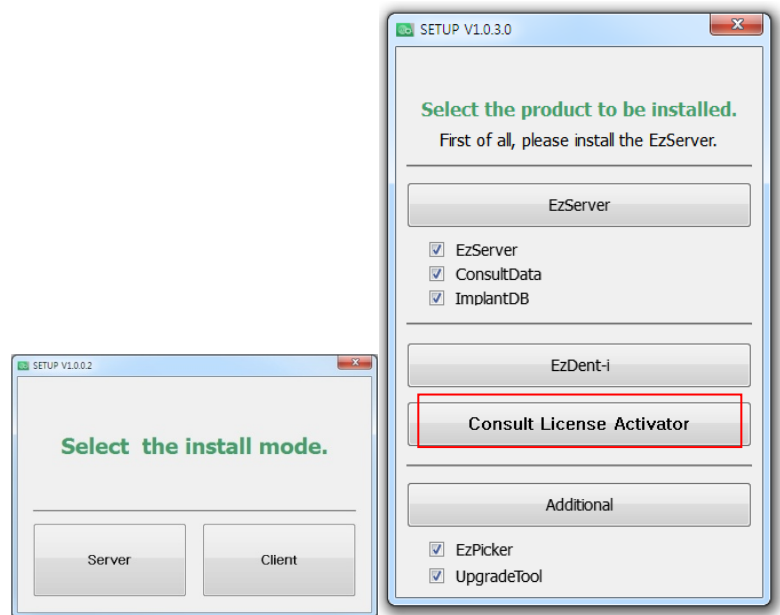 SETUP V1.0.0.2
Select the install mode.
Server
Client
SETUP V1.0.3.0
Select the product to be installed.
First of all, please install the EzServer.
EzServer
EzServer
ConsultData
ImplantDB
EzDent-i
Consult License Activator
Additional
EzPicker
UpgradeTool